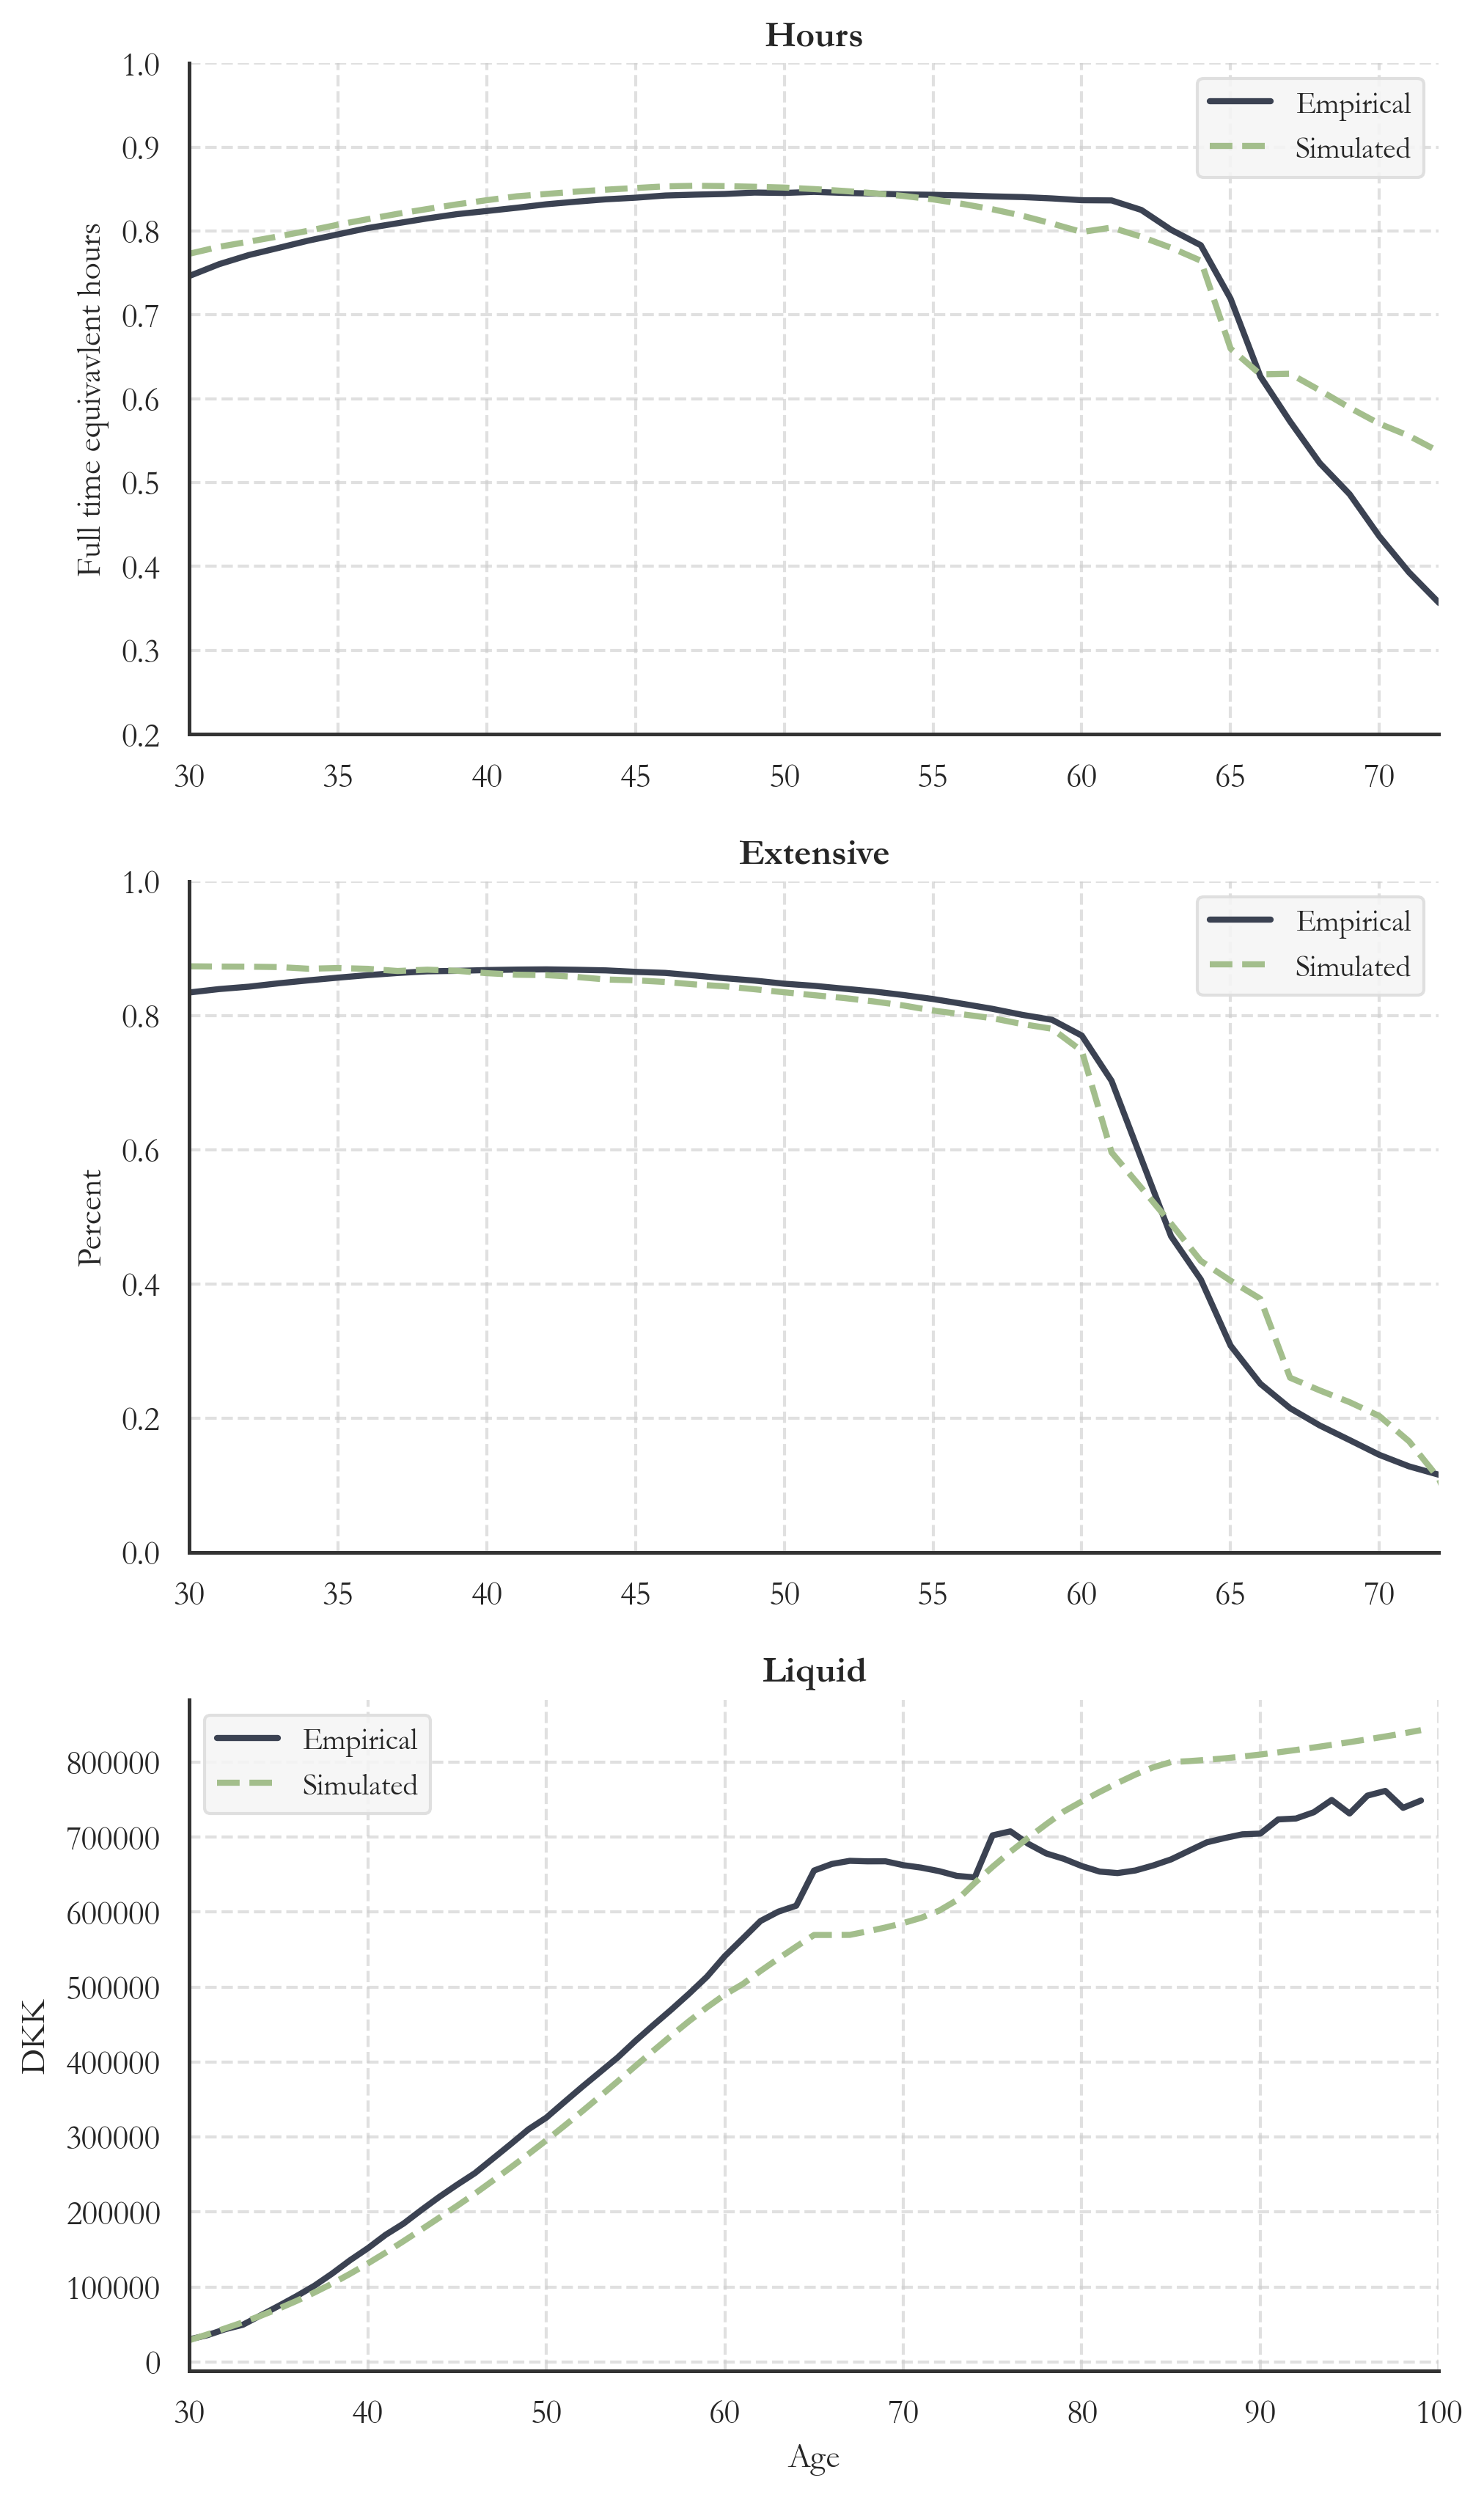 Hours
1.0
0.9
0.8
0.7
0.6
0.5
0.4
0.3
0.2
Full time equivavlent hours
Empirical
Simulated
30 35 40 45 50 55 60 65 70
Extensive
1.0
0.8
0.6
0.4
0.2
0.0
Percent
Empirical
Simulated
30 35 40 45 50 55 60 65 70
Liquid
800000
700000
600000
500000
400000
300000
200000
100000
0
DKK
Empirical
Simulated
30 40 50 60 70 80 90 100
Age